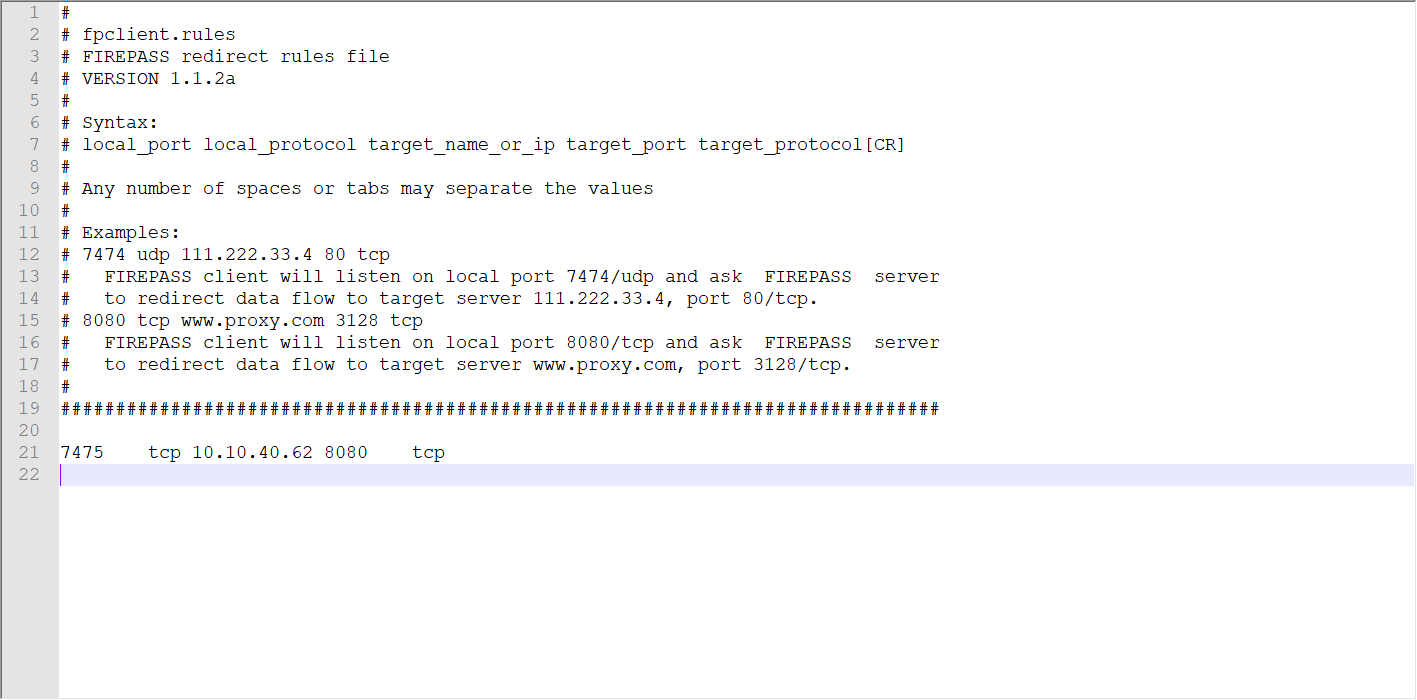 1 #
2 # fpclient.rules
3 # FIREPASS redirect rules file
4 # VERSION 1.1.2a
5 #
6 # Syntax:
7 # local_port local_protocol target_name_or_ip target_port target_protocol[CR]
8 #
9 # Any number of spaces or tabs may separate the values
10 #
11 # Examples:
12 # 7474 udp 111.222.33.4 80 tcp
13 #   FIREPASS client will listen on local port 7474/udp and ask  FIREPASS  server
14 #   to redirect data flow to target server 111.222.33.4, port 80/tcp.
15 # 8080 tcp www.proxy.com 3128 tcp
16 #   FIREPASS client will listen on local port 8080/tcp and ask  FIREPASS  server
17 #   to redirect data flow to target server www.proxy.com, port 3128/tcp.
18 #
19 ################################################################################
20
21 7475    tcp 10.10.40.62 8080    tcp
22